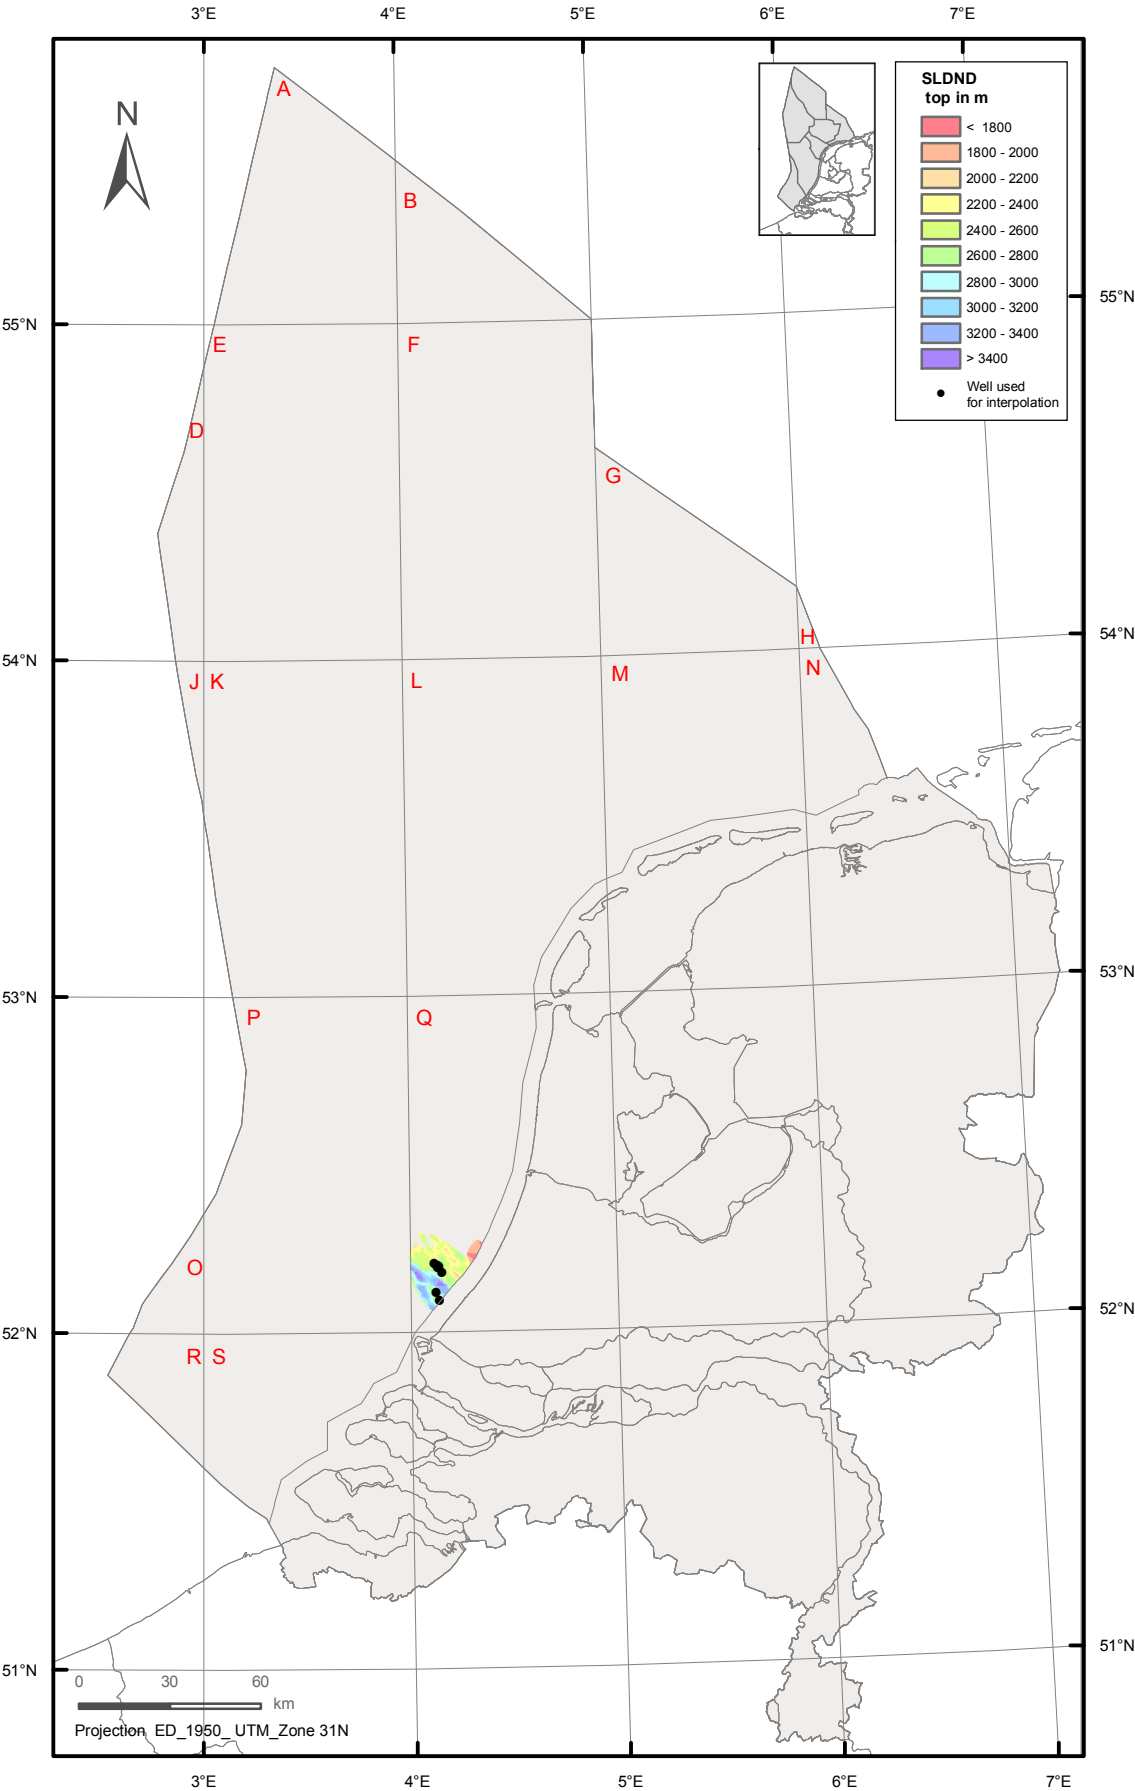 3°E 4°E 5°E 6°E 7°E
N
SLDND
top in m
< 1800
1800 - 2000
2000 - 2200
2200 - 2400
2400 - 2600
2600 - 2800
2800 - 3000
3000 - 3200
3200 - 3400
> 3400
Well used
for interpolation
A
B
55°N 55°N
E F
D
G
H
54°N 54°N
J K L M N
53°N 53°N
P Q
O
52°N 52°N
R S
51°N 51°N
0 30 60
km
Projection ED_1950_ UTM_Zone 31N
3°E 4°E 5°E 6°E 7°E